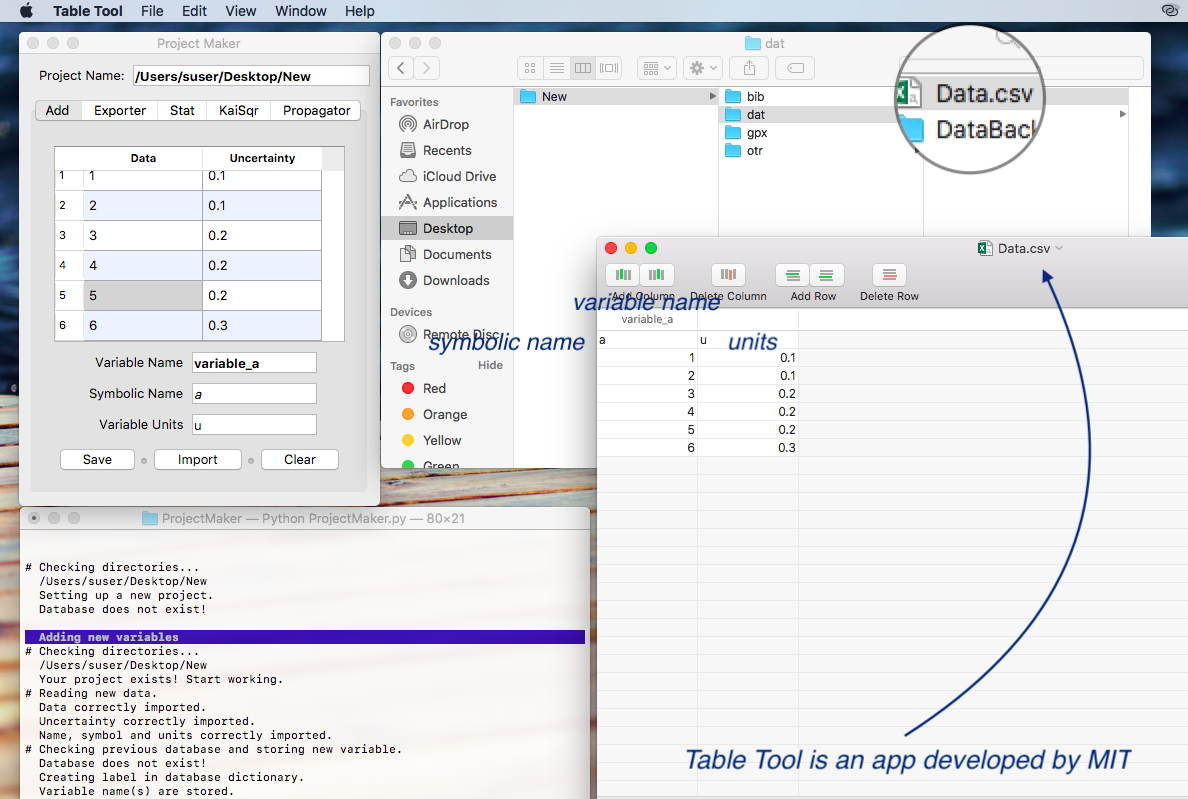 Table Tool File Edit View Window Help
Project Maker
Project Name: /Users/suser/Desktop/New
Add Exporter Stat KaiSqr Propagator
Data Uncertainty
1 1 0.1
2 2 0.1
3 3 0.2
4 4 0.2
5 5 0.2
6 6 0.3
Variable Name variable_a
Symbolic Name a
Variable Units u
Save Import Clear
dat
Favorites
AirDrop
Recents
iCloud Drive
Applications
Desktop
Documents
Downloads
Devices
Remote Disc
Tags Hide
Red
Orange
Yellow
Green
New
bib
dat
gpx
otr
Data.csv
DataBac
Data.csv
Add Column Delete Column Add Row Delete Row
variable name
variable_a
symbolic name
units
a u
1 0.1
2 0.1
3 0.2
4 0.2
5 0.2
6 0.3
Table Tool is an app developed by MIT
ProjectMaker — Python ProjectMaker.py — 80×21
# Checking directories...
/Users/suser/Desktop/New
Setting up a new project.
Database does not exist!
Adding new variables
# Checking directories...
/Users/suser/Desktop/New
Your project exists! Start working.
# Reading new data.
Data correctly imported.
Uncertainty correctly imported.
Name, symbol and units correctly imported.
# Checking previous database and storing new variable.
Database does not exist!
Creating label in database dictionary.
Variable name(s) are stored.